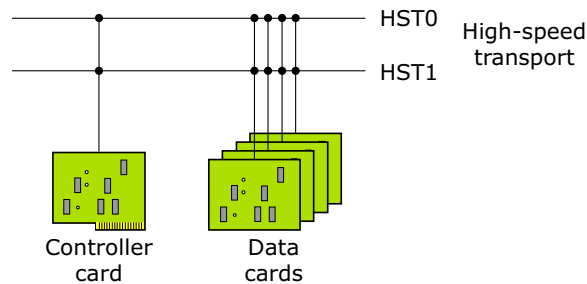 HST0
High-speed
transport
HST1
Controller
card
Data
cards